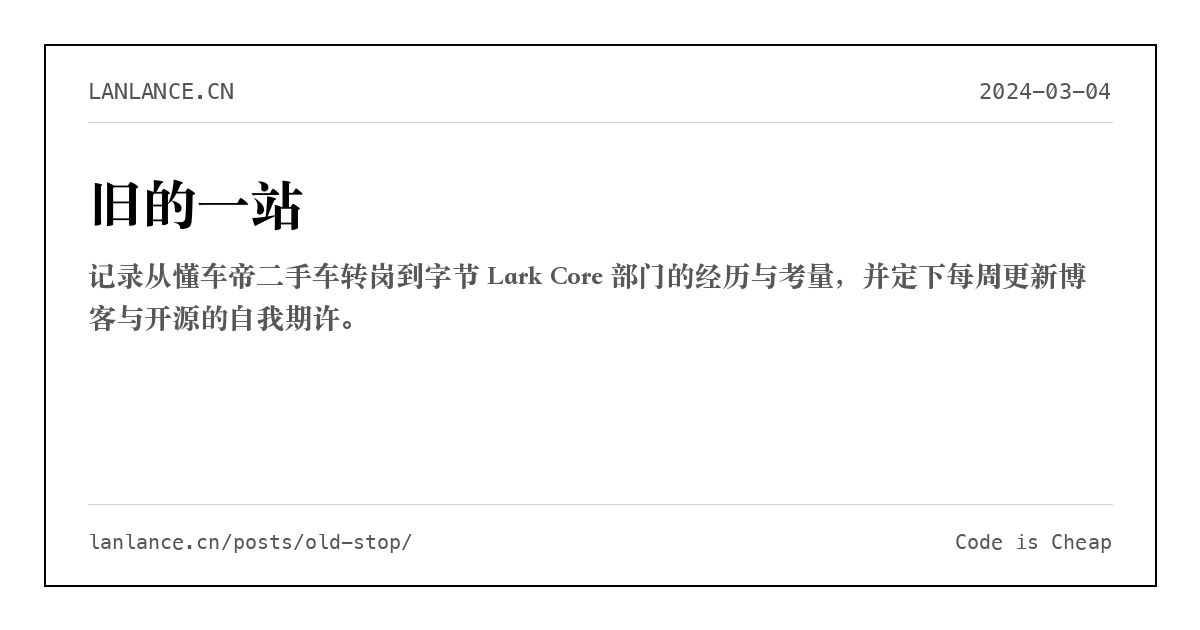 LANLANCE.CN
2024-03-04
旧的一站
记录从懂车帝二手车转岗到字节 Lark Core 部门的经历与考量，并定下每周更新博
客与开源的自我期许。
lanlance.cn/posts/old-stop/
Code is Cheap